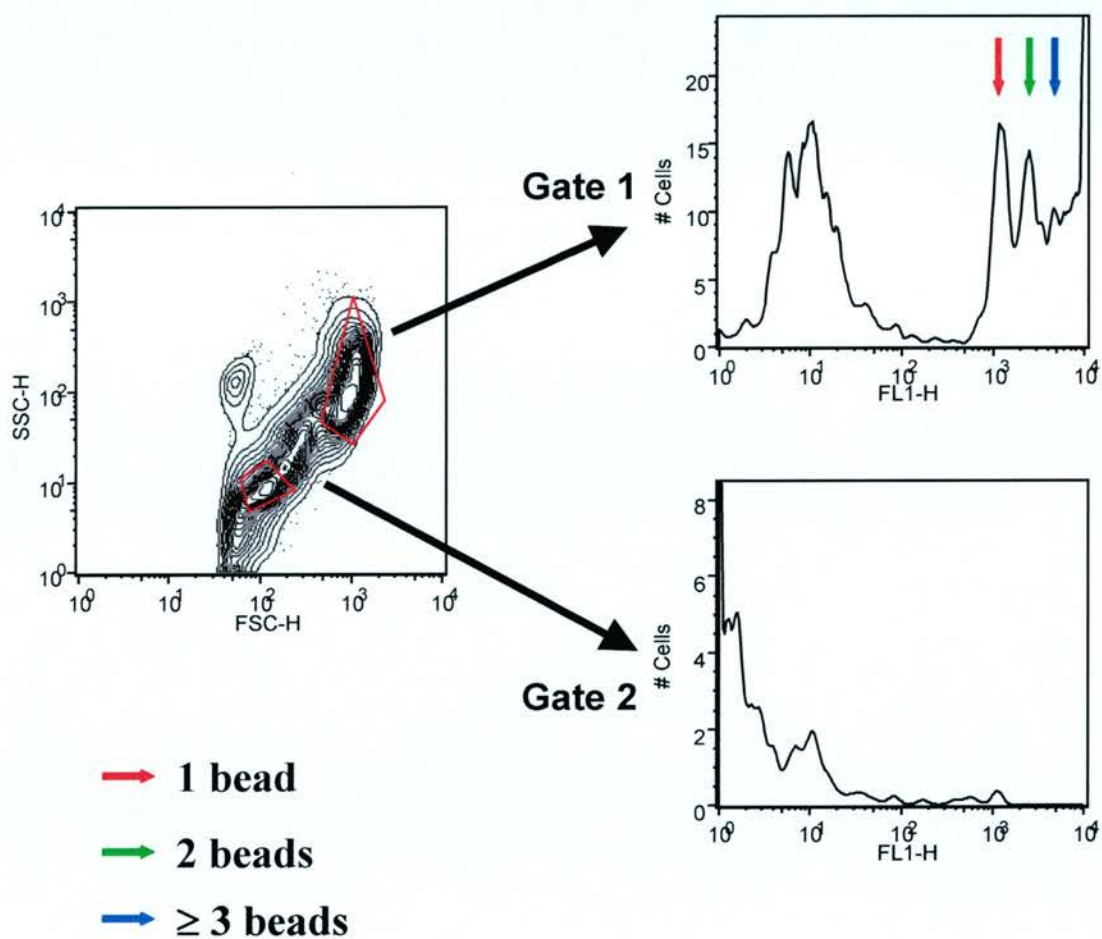 Gate 1
# Cells
20
15
10
5
0
10⁰ 10¹ 10² 10³ 10⁴
FL1-H
SSC-H
10⁴
10³
10²
10¹
10⁰
10⁰ 10¹ 10² 10³ 10⁴
FSC-H
Gate 2
# Cells
8
6
4
2
0
10⁰ 10¹ 10² 10³ 10⁴
FL1-H
1 bead
2 beads
≥ 3 beads